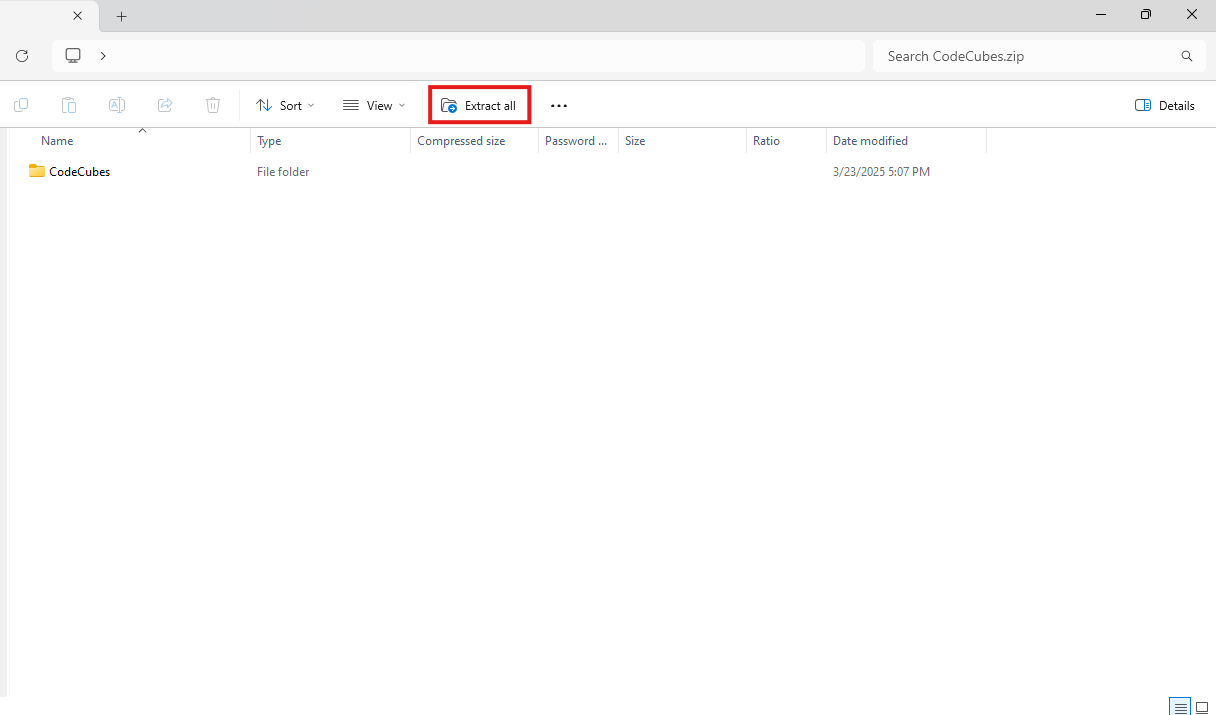 Search CodeCubes.zip
Sort View Extract all Details
Name Type Compressed size Password ... Size Ratio Date modified
CodeCubes File folder 3/23/2025 5:07 PM